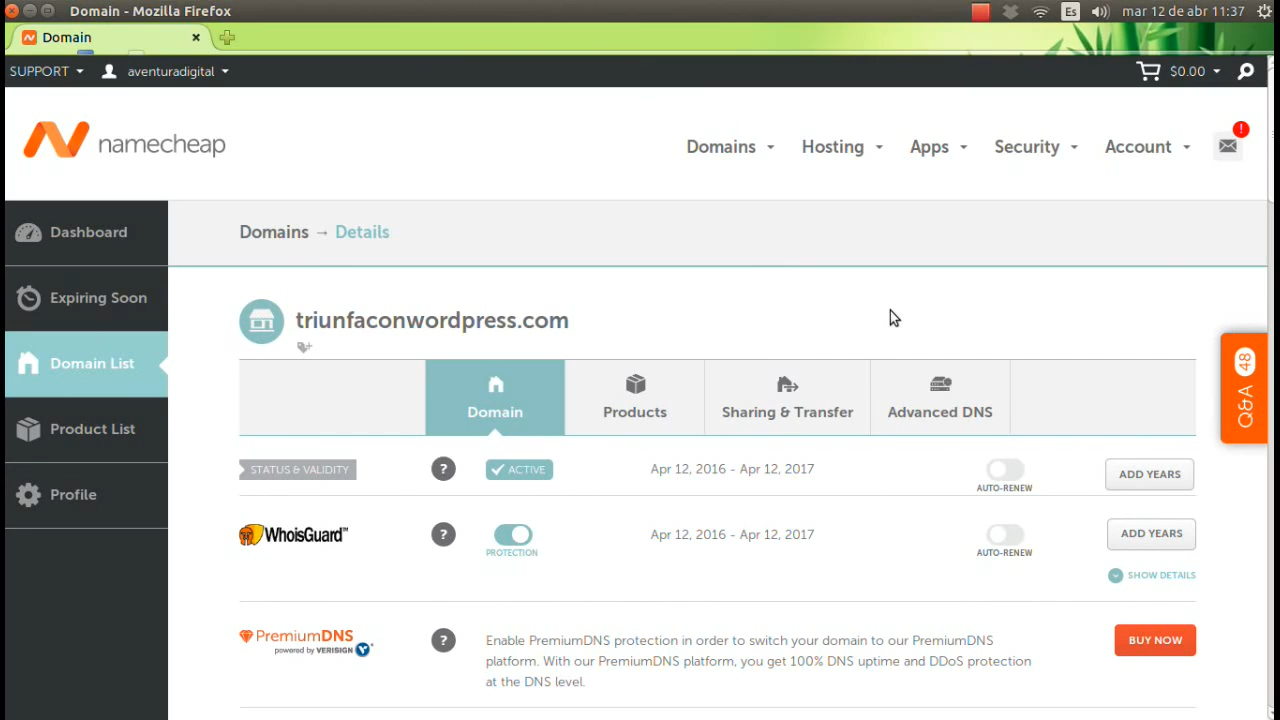 Domain - Mozilla Firefox
Es
mar 12 de abr 11:37
Domain
SUPPORT
aventuradigital
$0.00
namecheap
Domains
Hosting
Apps
Security
Account
!
Dashboard
Expiring Soon
Domain List
Product List
Profile
Domains → Details
triunfaconwordpress.com
Domain
Products
Sharing & Transfer
Advanced DNS
Q&A 48
STATUS & VALIDITY
?
ACTIVE
Apr 12, 2016 - Apr 12, 2017
AUTO-RENEW
ADD YEARS
WhoisGuard™
?
PROTECTION
Apr 12, 2016 - Apr 12, 2017
AUTO-RENEW
ADD YEARS
SHOW DETAILS
PremiumDNS
powered by VERISIGN
?
Enable PremiumDNS protection in order to switch your domain to our PremiumDNS
platform. With our PremiumDNS platform, you get 100% DNS uptime and DDoS protection
at the DNS level.
BUY NOW